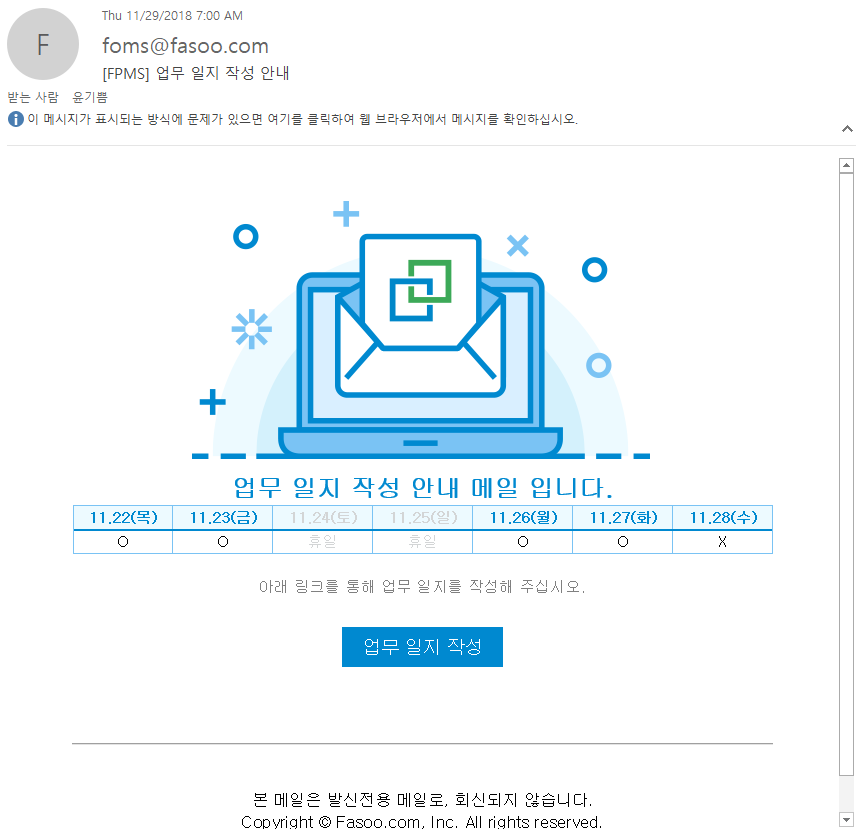 Thu 11/29/2018 7:00 AM
F
foms@fasoo.com
[FPMS] 업무 일지 작성 안내
받는 사람 윤기쁨
이 메시지가 표시되는 방식에 문제가 있으면 여기를 클릭하여 웹 브라우저에서 메시지를 확인하십시오.
업무 일지 작성 안내 메일 입니다.
11.22(목) 11.23(금) 11.24(토) 11.25(일) 11.26(월) 11.27(화) 11.28(수)
O O 휴일 휴일 O O X
아래 링크를 통해 업무 일지를 작성해 주십시오.
업무 일지 작성
본 메일은 발신전용 메일로, 회신되지 않습니다.
Copyright © Fasoo.com, Inc. All rights reserved.